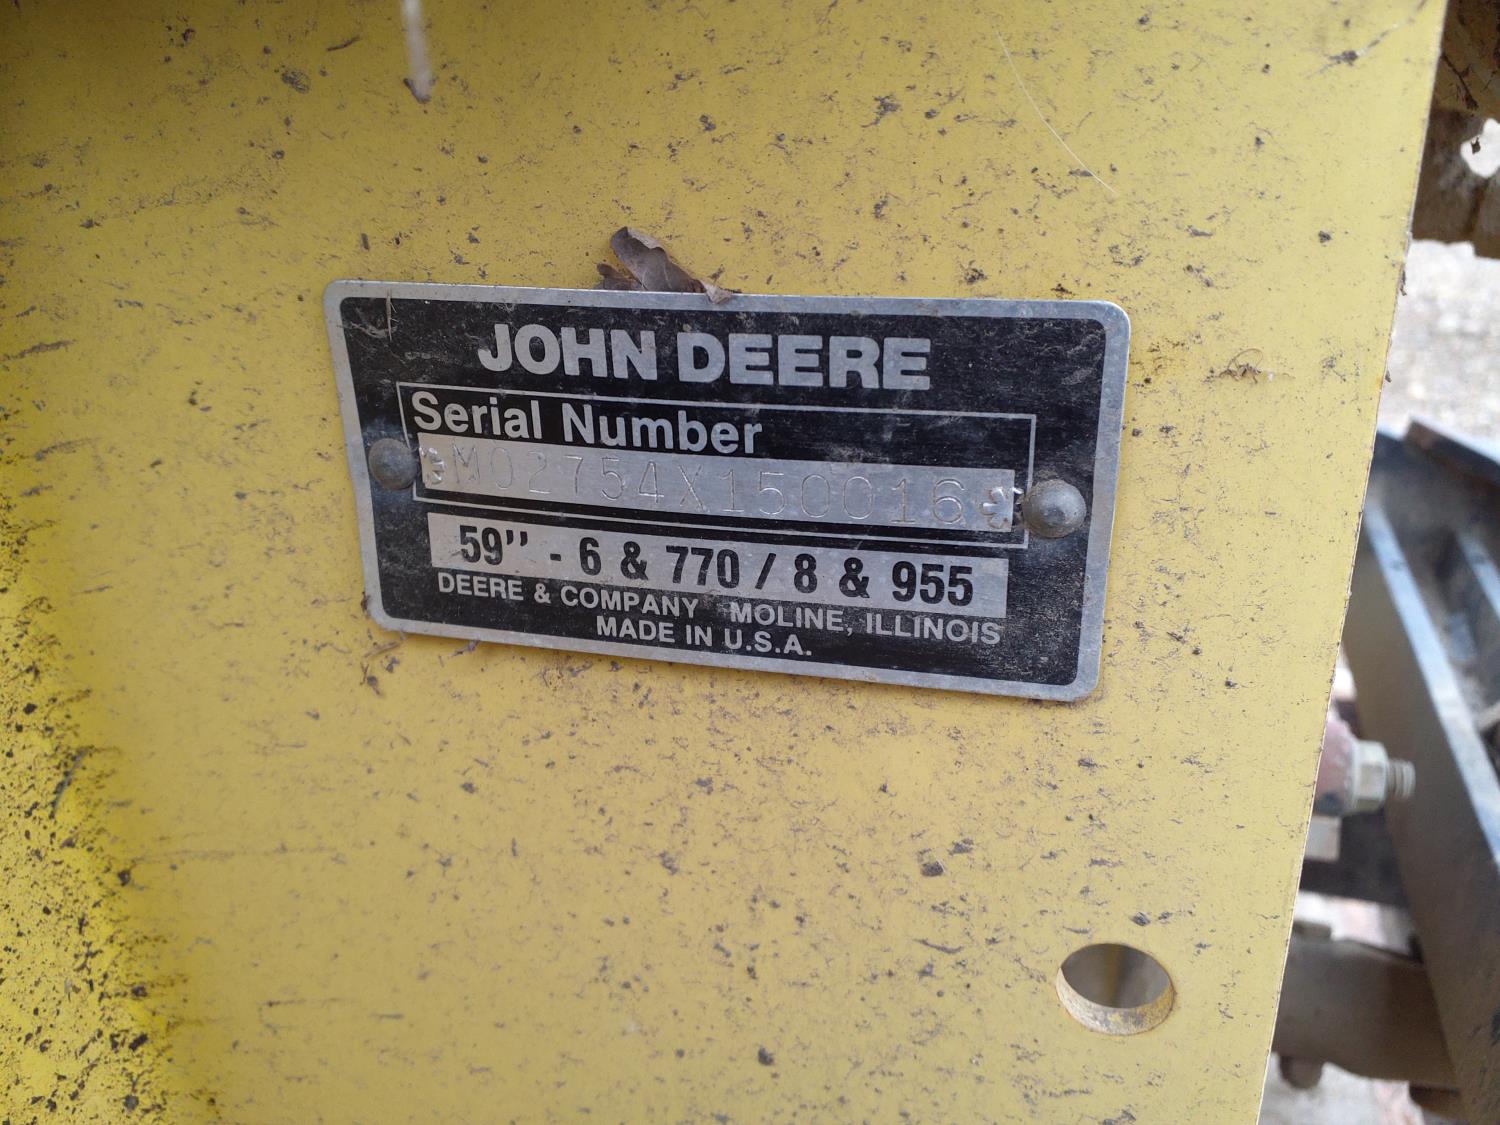 JOHN DEERE
Serial Number
M02754X150016
59" - 6 & 770 / 8 & 955
DEERE & COMPANY MOLINE, ILLINOIS
MADE IN U.S.A.